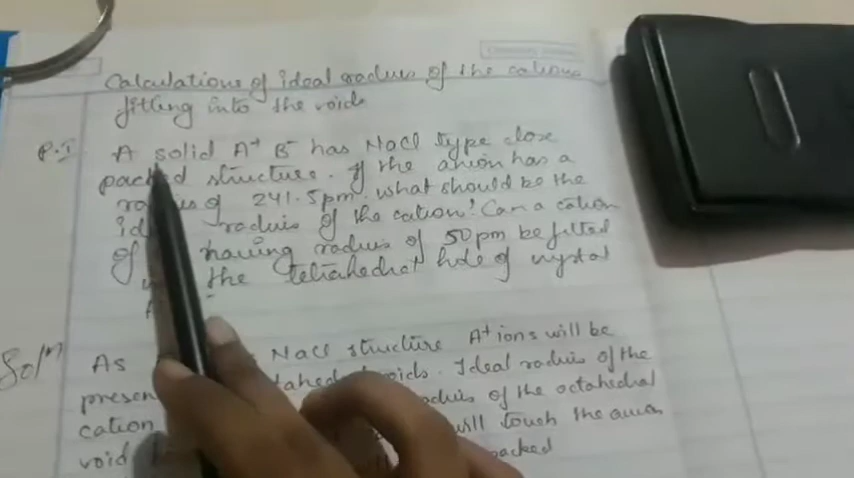 Calculations of ideal radius of the cations
fitting into the voids
P.I A solid A+ B- has NaCl type close
packed structure. If the anion has a
of 241.5pm. what should be the
radius of the cation? Can a cation
of having radius of 50pm be fitted
the tetrahedral hole of crystal
Soln As NaCl structure A+ ions will be
presen voids. Ideal radius of the
cation radius of the octahedral
void will touch the anion
packed